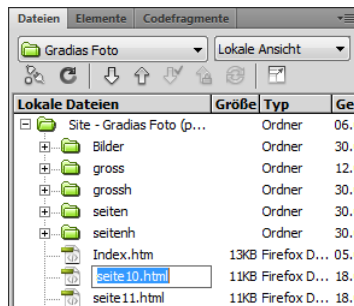 Dateien Elemente Codefragmente
Gradias Foto Lokale Ansicht
Lokale Dateien Größe Typ Ge
Site - Gradias Foto (p... Ordner 06.
Bilder Ordner 30.
gross Ordner 12.
grossh Ordner 30.
seiten Ordner 30.
seitenh Ordner 30.
Index.htm 13KB Firefox D... 05.
seite10.html 11KB Firefox D... 18.
seite11.html 11KB Firefox D... 18.